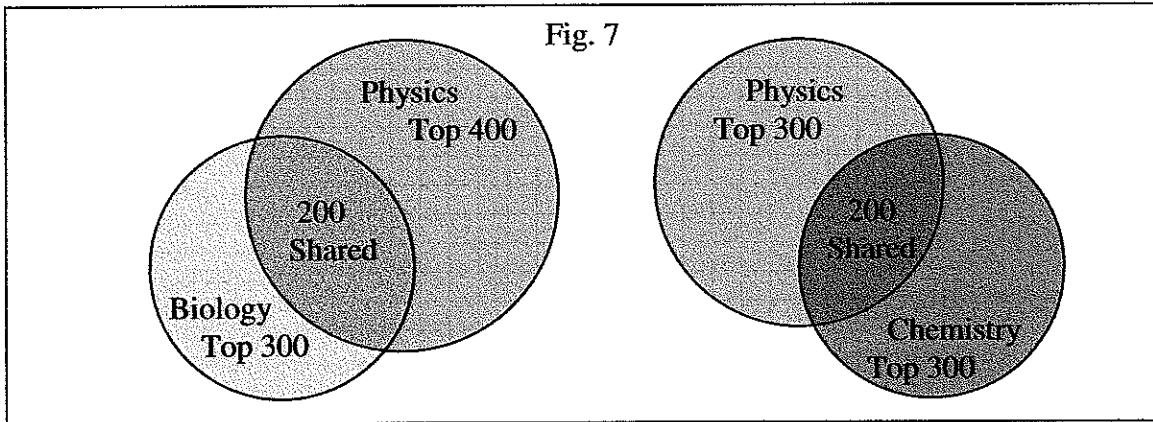 Fig. 7
Physics
Top 400
200
Shared
Biology
Top 300
Physics
Top 300
200
Shared
Chemistry
Top 300